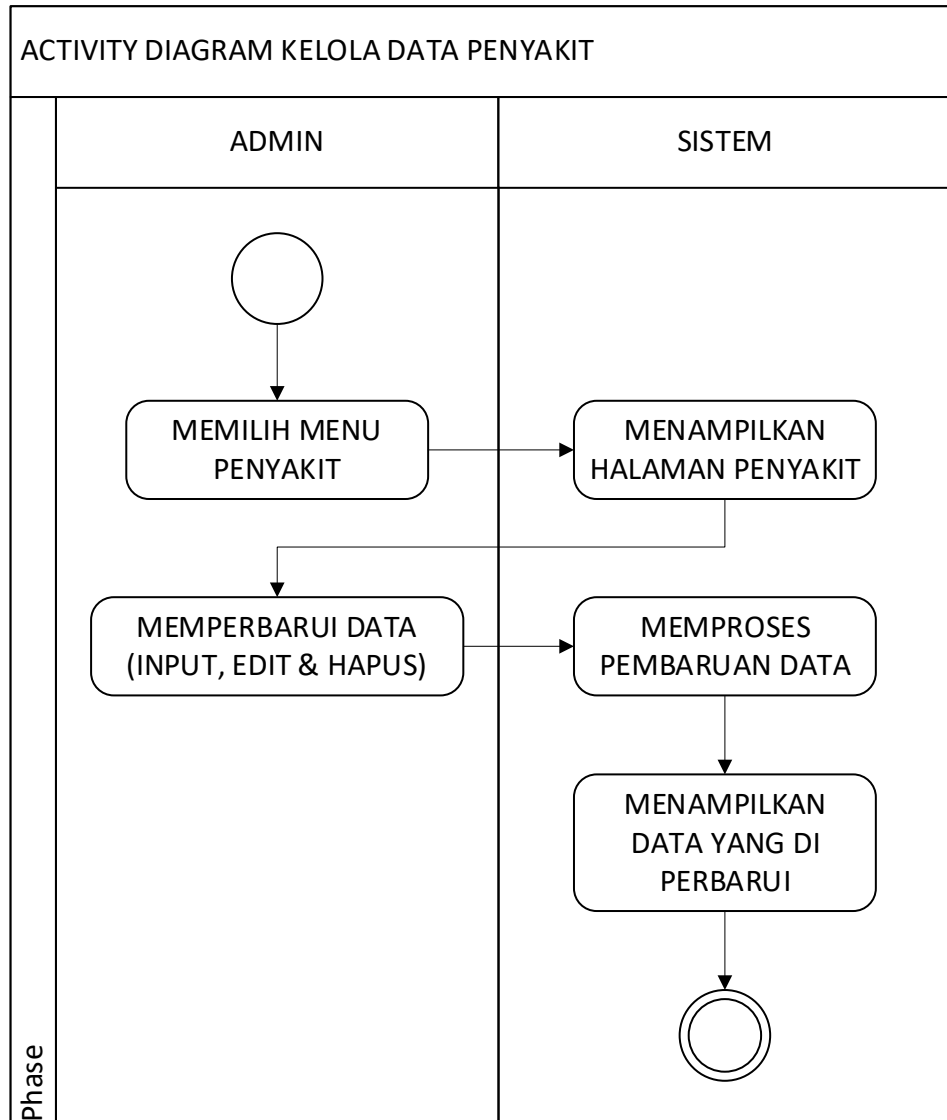 ACTIVITY DIAGRAM KELOLA DATA PENYAKIT
ADMIN
SISTEM
MEMILIH MENU
PENYAKIT
MENAMPILKAN
HALAMAN PENYAKIT
MEMPERBARUI DATA
(INPUT, EDIT & HAPUS)
MEMPROSES
PEMBARUAN DATA
MENAMPILKAN
DATA YANG DI
PERBARUI
Phase